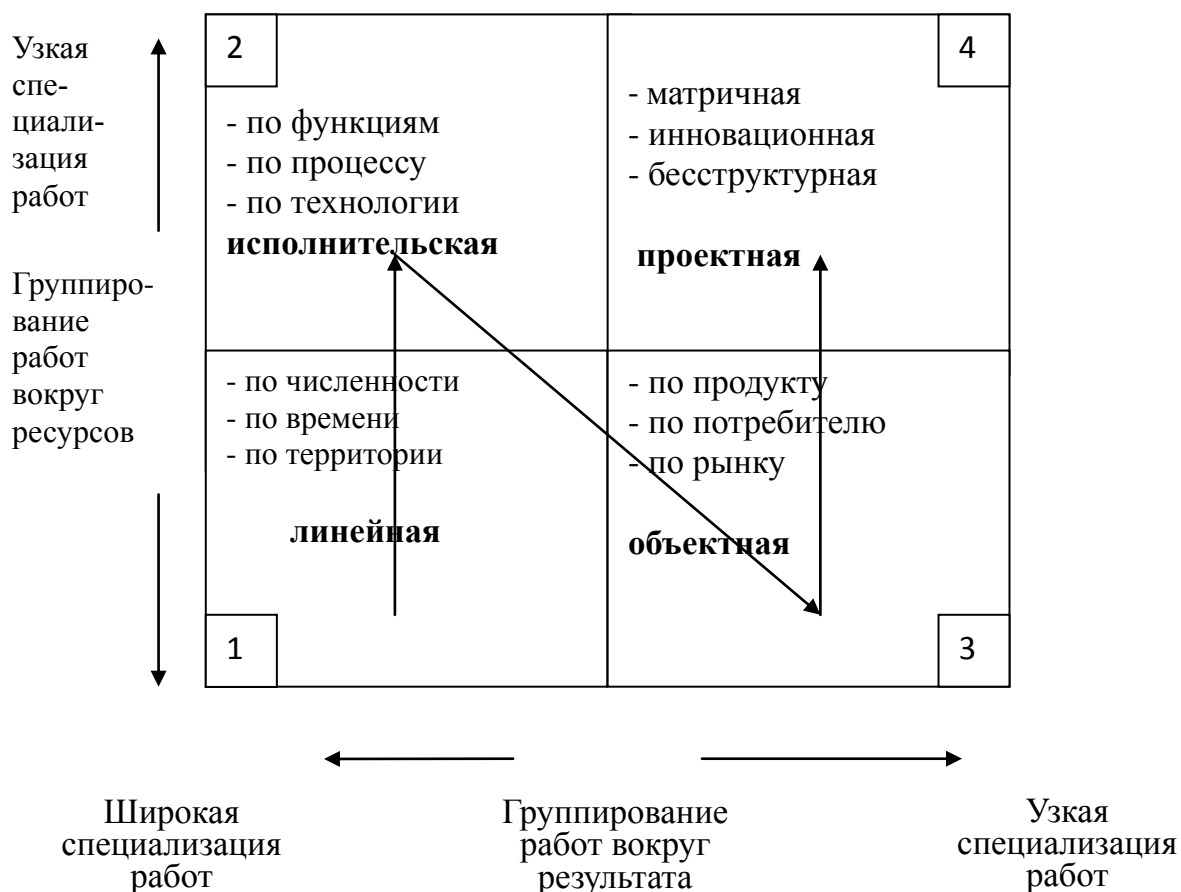 Узкая
спе-
циали-
зация
работ
Группиро-
вание
работ
вокруг
ресурсов
2
- по функциям
- по процессу
- по технологии
исполнительская
4
- матричная
- инновационная
- бесструктурная
проектная
- по численности
- по времени
- по территории
линейная
1
- по продукту
- по потребителю
- по рынку
объектная
3
Широкая
специализация
работ
Группирование
работ вокруг
результата
Узкая
специализация
работ